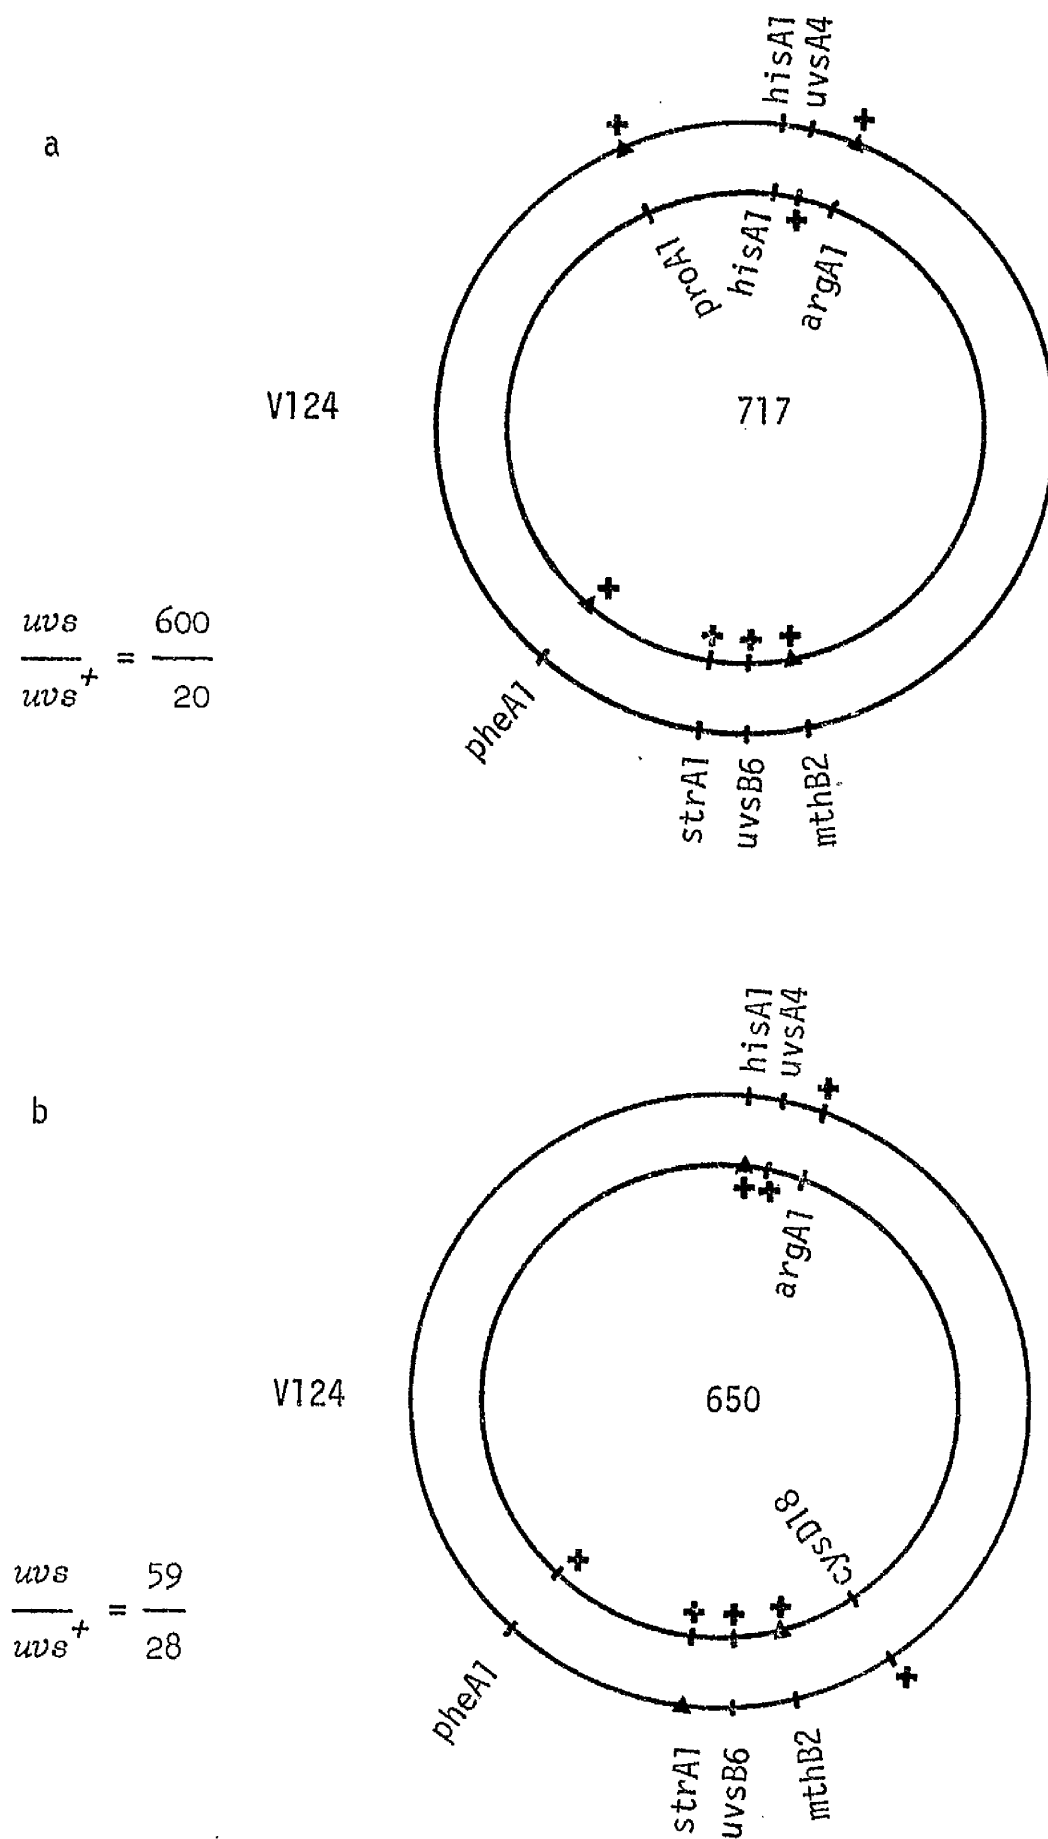 a
hisA1
uvsA4
+
+
proA1
hisA1
+
argA1
V124
717
uvs / uvs+ = 600 / 20
+
+
+
+
pheA1
strA1
uvsB6
mthB2
b
hisA1
uvsA4
+
+
+
argA1
V124
650
cysD18
uvs / uvs+ = 59 / 28
+
+
+
+
+
pheA1
strA1
uvsB6
mthB2